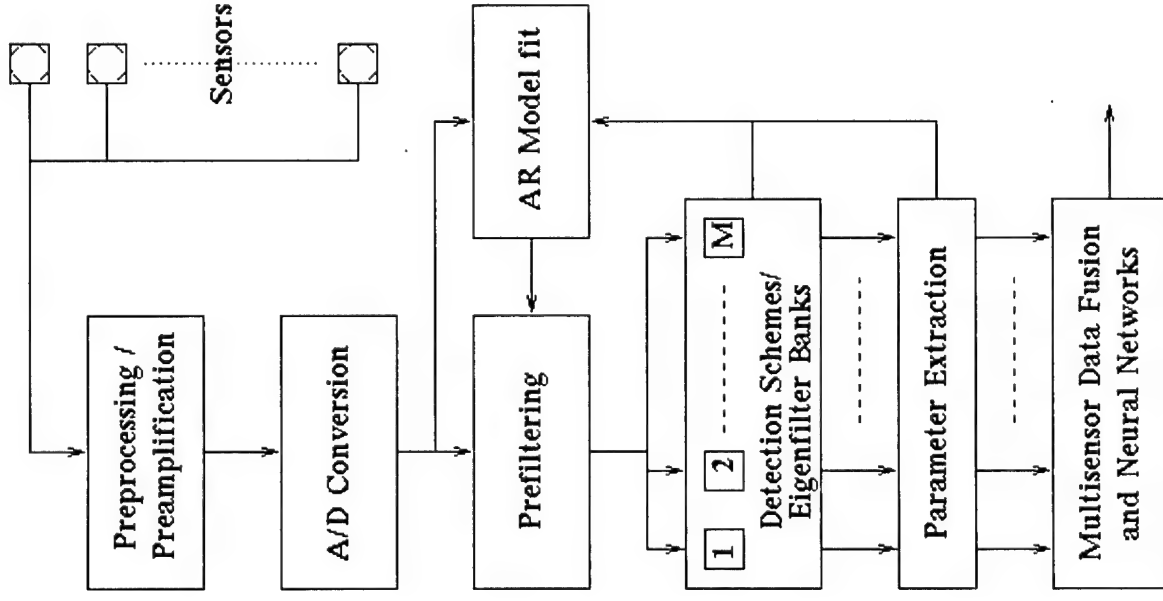 Sensors
Preprocessing /
Preamplification
A/D Conversion
AR Model fit
Prefiltering
1
2
M
Detection Schemes/
Eigenfilter Banks
Parameter Extraction
Multisensor Data Fusion
and Neural Networks